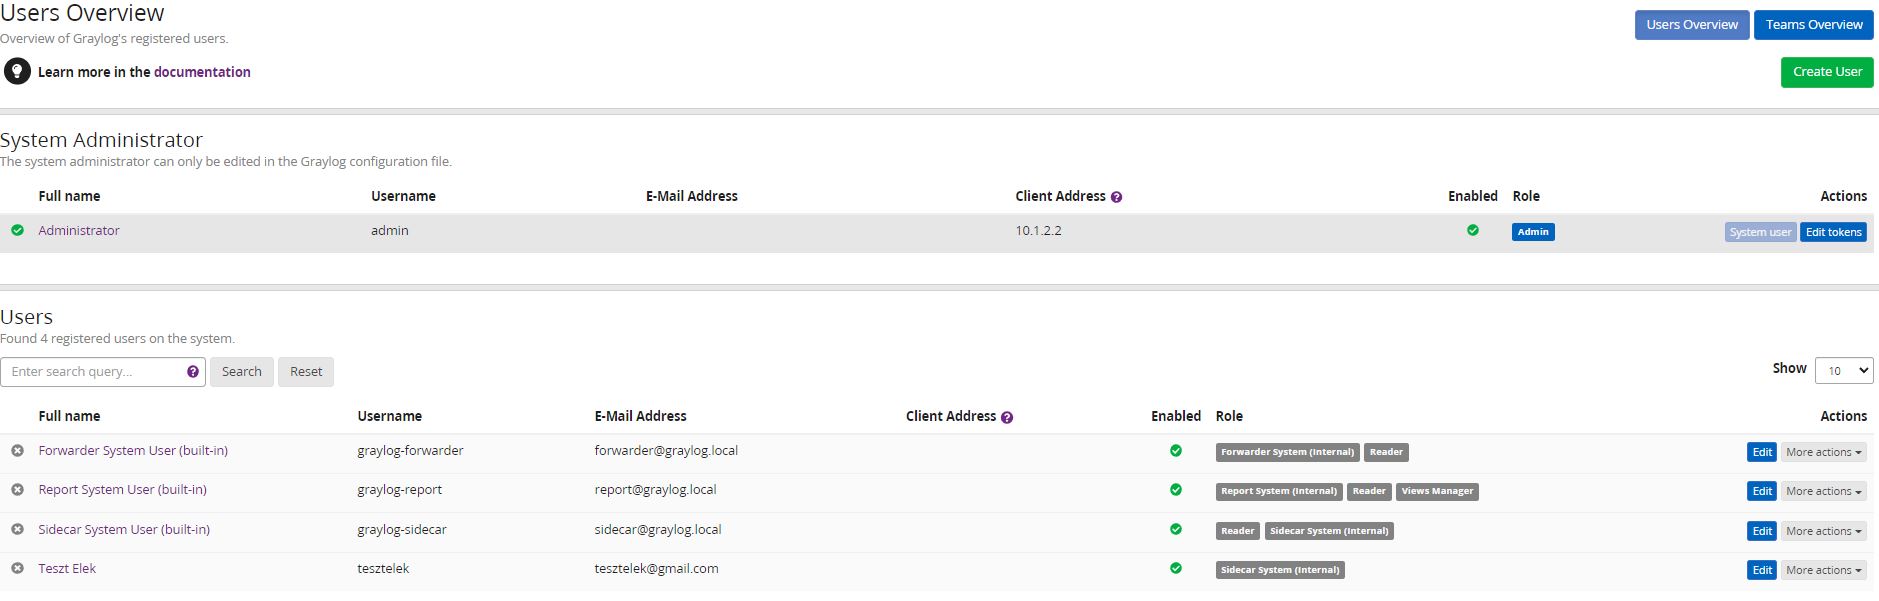 Users Overview
Overview of Graylog's registered users.
Users Overview Teams Overview
Learn more in the documentation
Create User
System Administrator
The system administrator can only be edited in the Graylog configuration file.
Full name Username E-Mail Address Client Address ? Enabled Role Actions
Administrator admin 10.1.2.2 Admin System user Edit tokens
Users
Found 4 registered users on the system.
Enter search query... ? Search Reset Show 10
Full name Username E-Mail Address Client Address ? Enabled Role Actions
Forwarder System User (built-in) graylog-forwarder forwarder@graylog.local Forwarder System (Internal) Reader Edit More actions
Report System User (built-in) graylog-report report@graylog.local Report System (Internal) Reader Views Manager Edit More actions
Sidecar System User (built-in) graylog-sidecar sidecar@graylog.local Reader Sidecar System (Internal) Edit More actions
Teszt Elek tesztelek tesztelek@gmail.com Sidecar System (Internal) Edit More actions